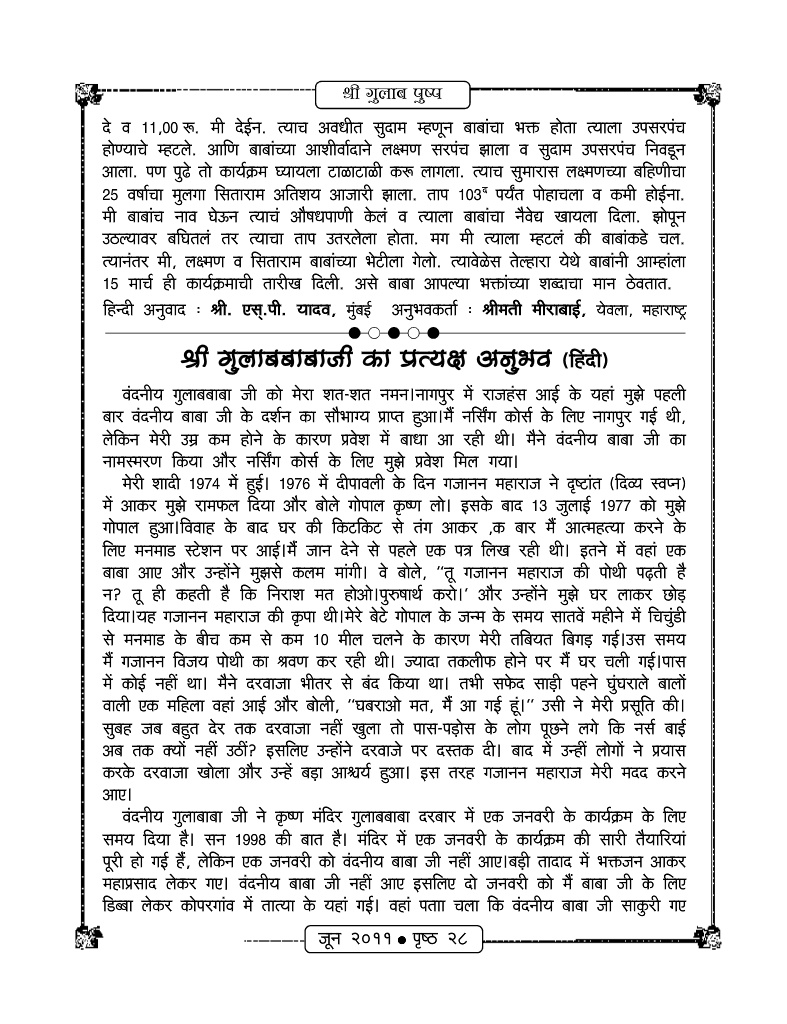 श्री गुलाब पुष्प
दे व 11,00 रू. मी देईन. त्याच अवधीत सुदाम म्हणून बाबांचा भक्त होता त्याला उपसरपंच
होण्याचे म्हटले. आणि बाबांच्या आशीर्वादाने लक्ष्मण सरपंच झाला व सुदाम उपसरपंच निवडून
आला. पण पुढे तो कार्यक्रम घ्यायला टाळाटाळी करू लागला. त्याच सुमारास लक्ष्मणच्या बहिणीचा
25 वर्षाचा मुलगा सिताराम अतिशय आजारी झाला. ताप 103॰ पर्यंत पोहाचला व कमी होईना.
मी बाबांच नाव घेऊन त्याचं औषधपाणी केलं व त्याला बाबांचा नैवेद्य खायला दिला. झोपून
उठल्यावर बघितलं तर त्याचा ताप उतरलेला होता. मग मी त्याला म्हटलं की बाबांकडे चल.
त्यानंतर मी, लक्ष्मण व सिताराम बाबांच्या भेटीला गेलो. त्यावेळेस तेल्हारा येथे बाबांनी आम्हांला
15 मार्च ही कार्यक्रमाची तारीख दिली. असे बाबा आपल्या भक्तांच्या शब्दाचा मान ठेवतात.
हिन्दी अनुवाद : श्री. एस्.पी. यादव, मुंबई अनुभवकर्ता : श्रीमती मीराबाई, येवला, महाराष्ट्र
श्री गुलाबबाबाजी का प्रत्यक्ष अनुभव (हिंदी)
वंदनीय गुलाबबाबा जी को मेरा शत-शत नमन।नागपुर में राजहंस आई के यहां मुझे पहली
बार वंदनीय बाबा जी के दर्शन का सौभाग्य प्राप्त हुआ।मैं नर्सिंग कोर्स के लिए नागपुर गई थी,
लेकिन मेरी उम्र कम होने के कारण प्रवेश में बाधा आ रही थी। मैने वंदनीय बाबा जी का
नामस्मरण किया और नर्सिंग कोर्स के लिए मुझे प्रवेश मिल गया।
मेरी शादी 1974 में हुई। 1976 में दीपावली के दिन गजानन महाराज ने दृष्टांत (दिव्य स्वप्न)
में आकर मुझे रामफल दिया और बोले गोपाल कृष्ण लो। इसके बाद 13 जुलाई 1977 को मुझे
गोपाल हुआ।विवाह के बाद घर की किटकिट से तंग आकर ,क बार मैं आत्महत्या करने के
लिए मनमाड स्टेशन पर आई।मैं जान देने से पहले एक पत्र लिख रही थी। इतने में वहां एक
बाबा आए और उन्होंने मुझसे कलम मांगी। वे बोले, ‘‘तू गजानन महाराज की पोथी पढ़ती है
न? तू ही कहती है कि निराश मत होओ।पुरुषार्थ करो।’ और उन्होंने मुझे घर लाकर छोड़
दिया।यह गजानन महाराज की कृपा थी।मेरे बेटे गोपाल के जन्म के समय सातवें महीने में चिचुंडी
से मनमाड के बीच कम से कम 10 मील चलने के कारण मेरी तबियत बिगड़ गई।उस समय
मैं गजानन विजय पोथी का श्रवण कर रही थी। ज्यादा तकलीफ होने पर मैं घर चली गई।पास
में कोई नहीं था। मैने दरवाजा भीतर से बंद किया था। तभी सफेद साड़ी पहने घुंघराले बालों
वाली एक महिला वहां आई और बोली, ‘‘घबराओ मत, मैं आ गई हूं।’’ उसी ने मेरी प्रसूति की।
सुबह जब बहुत देर तक दरवाजा नहीं खुला तो पास-पड़ोस के लोग पूछने लगे कि नर्स बाई
अब तक क्यों नहीं उठीं? इसलिए उन्होंने दरवाजे पर दस्तक दी। बाद में उन्हीं लोगों ने प्रयास
करके दरवाजा खोला और उन्हें बड़ा आश्चर्य हुआ। इस तरह गजानन महाराज मेरी मदद करने
आए।
वंदनीय गुलाबाबा जी ने कृष्ण मंदिर गुलाबबाबा दरबार में एक जनवरी के कार्यक्रम के लिए
समय दिया है। सन 1998 की बात है। मंदिर में एक जनवरी के कार्यक्रम की सारी तैयारियां
पूरी हो गई हैं, लेकिन एक जनवरी को वंदनीय बाबा जी नहीं आए।बड़ी तादाद में भक्तजन आकर
महाप्रसाद लेकर गए। वंदनीय बाबा जी नहीं आए इसलिए दो जनवरी को मैं बाबा जी के लिए
डिब्बा लेकर कोपरगांव में तात्या के यहां गई। वहां पताा चला कि वंदनीय बाबा जी साकुरी गए
जून २०११ ● पृष्ठ २८